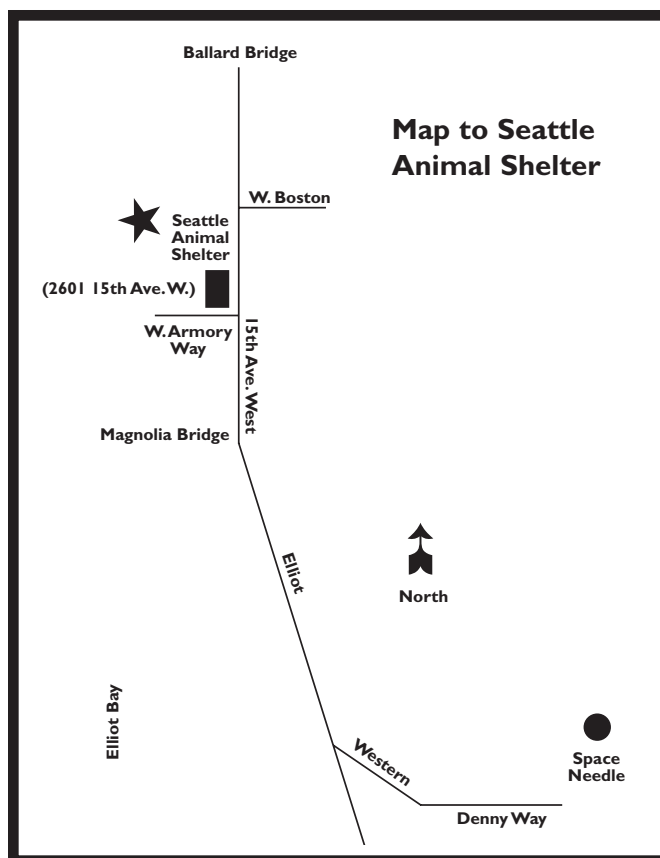 Ballard Bridge
Map to Seattle
Animal Shelter
W. Boston
Seattle
Animal
Shelter
(2601 15th Ave. W.)
W. Armory
Way
15th Ave. West
Magnolia Bridge
Elliot
North
Elliot Bay
Western
Space
Needle
Denny Way